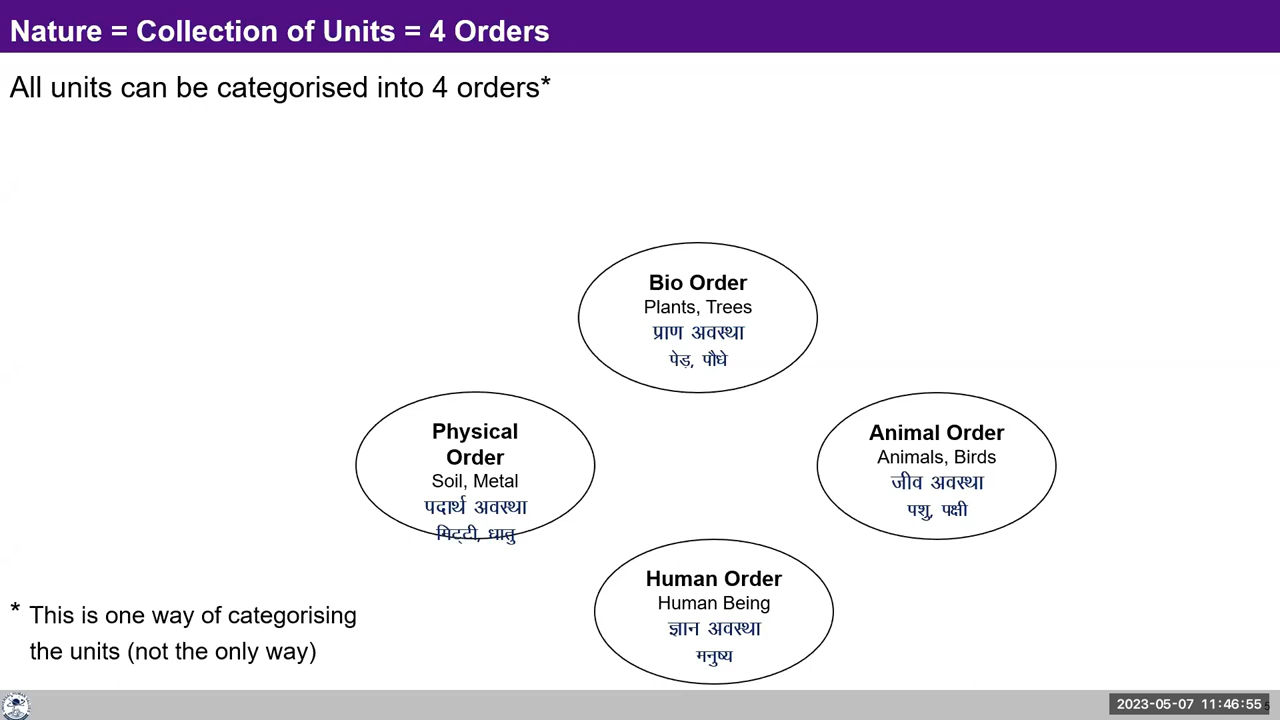 Nature = Collection of Units = 4 Orders
All units can be categorised into 4 orders*
Bio Order
Plants, Trees
प्राण अवस्था
पेड़, पौधे
Physical
Order
Soil, Metal
पदार्थ अवस्था
मिट्टी, धातु
Animal Order
Animals, Birds
जीव अवस्था
पशु, पक्षी
Human Order
Human Being
ज्ञान अवस्था
मनुष्य
* This is one way of categorising
the units (not the only way)
2023-05-07 11:46:55
5